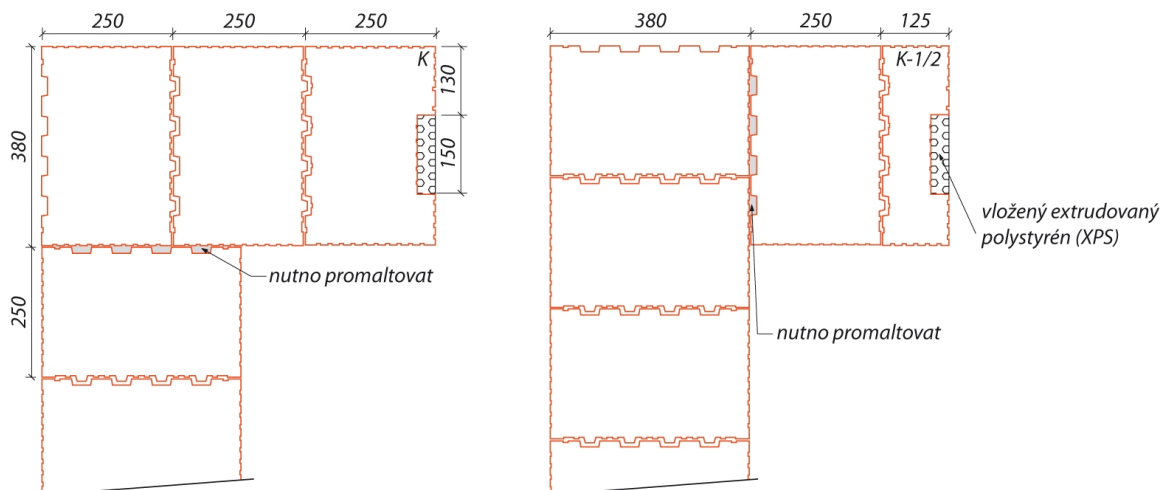 250 250 250
K
130
150
380
250
nutno promaltovat
380 250 125
K-1/2
vložený extrudovaný
polystyrén (XPS)
nutno promaltovat